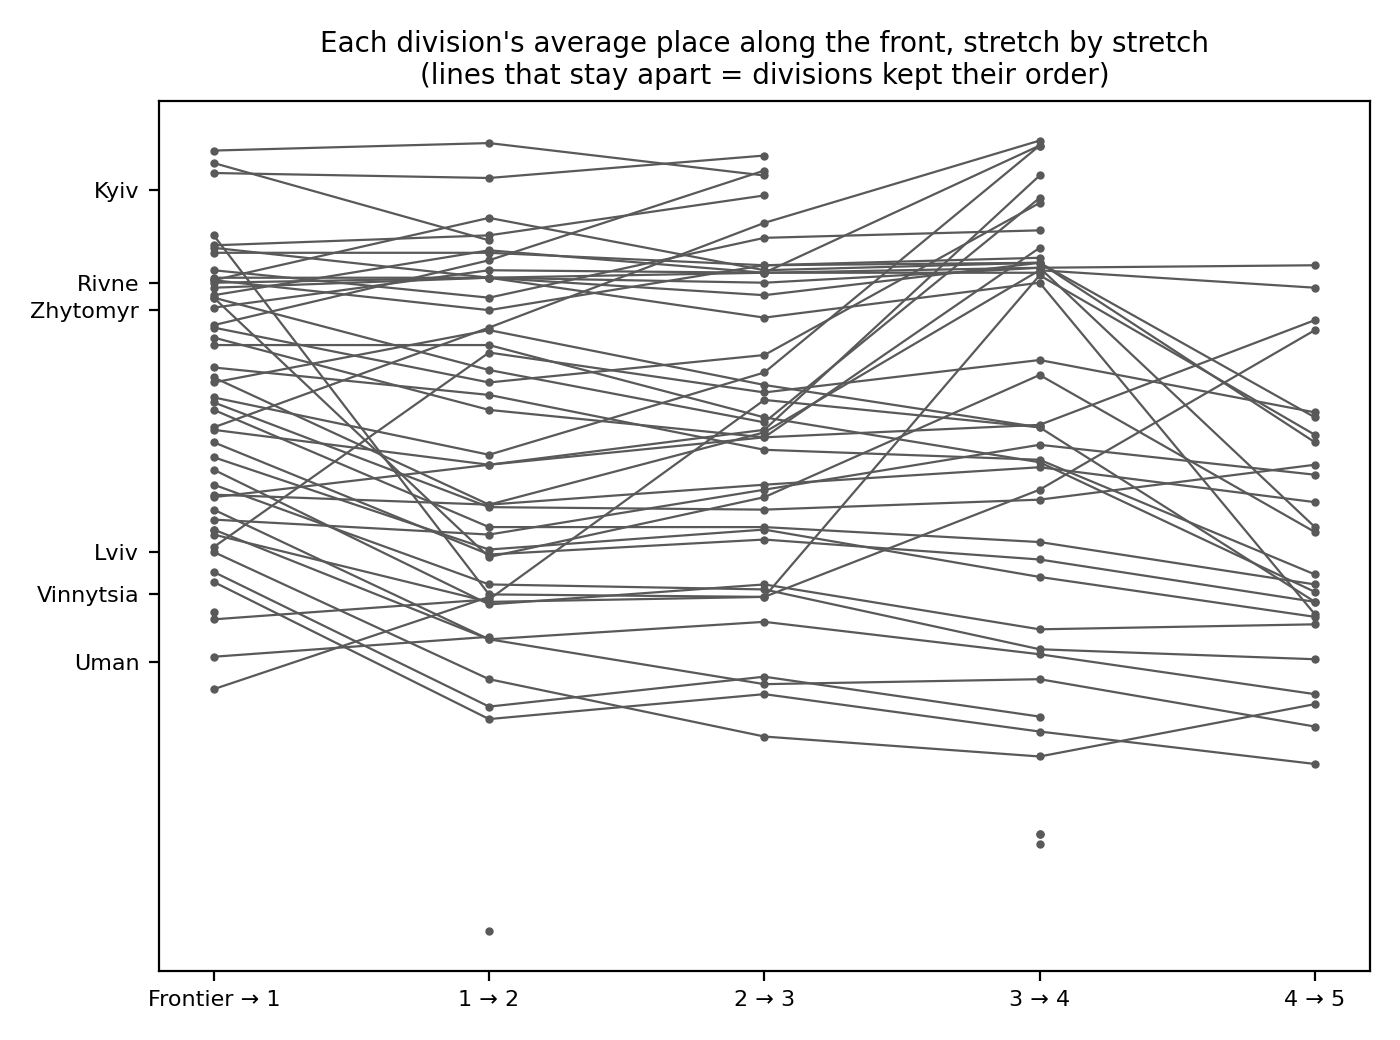 Each division's average place along the front, stretch by stretch
(lines that stay apart = divisions kept their order)
Kyiv
Rivne
Zhytomyr
Lviv
Vinnytsia
Uman
Frontier → 1
1 → 2
2 → 3
3 → 4
4 → 5